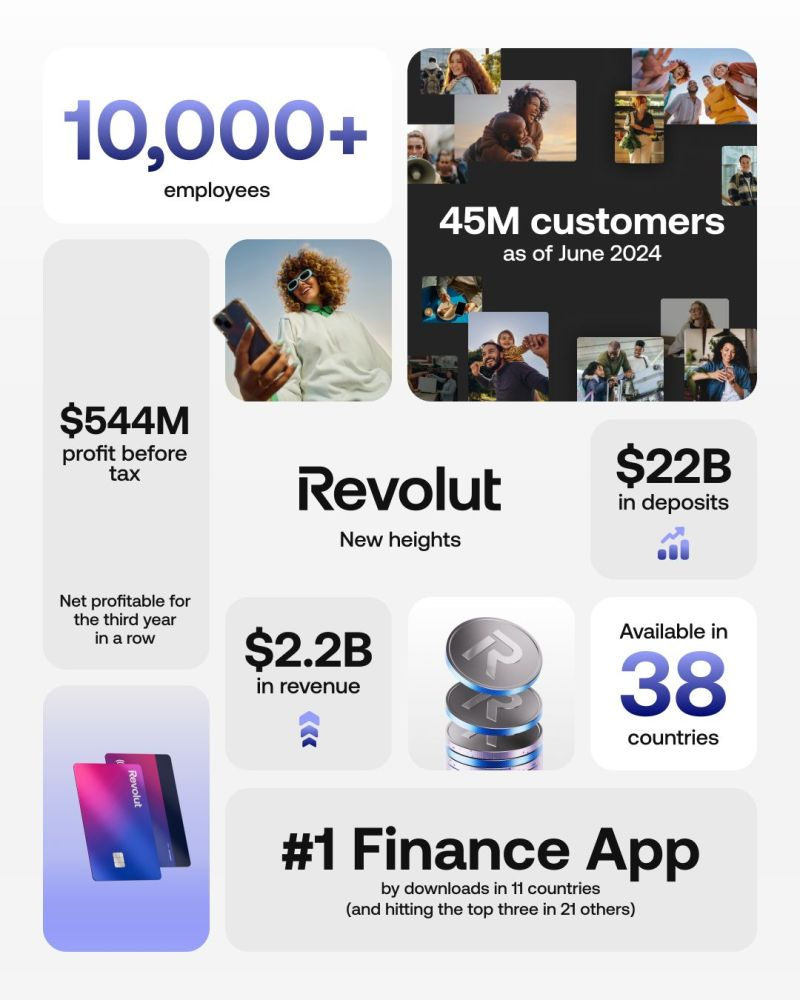 10,000+
employees
45M customers
as of June 2024
$544M
profit before
tax
Net profitable for
the third year
in a row
Revolut
New heights
$22B
in deposits
$2.2B
in revenue
R
R
Available in
38
countries
Revolut
#1 Finance App
by downloads in 11 countries
(and hitting the top three in 21 others)